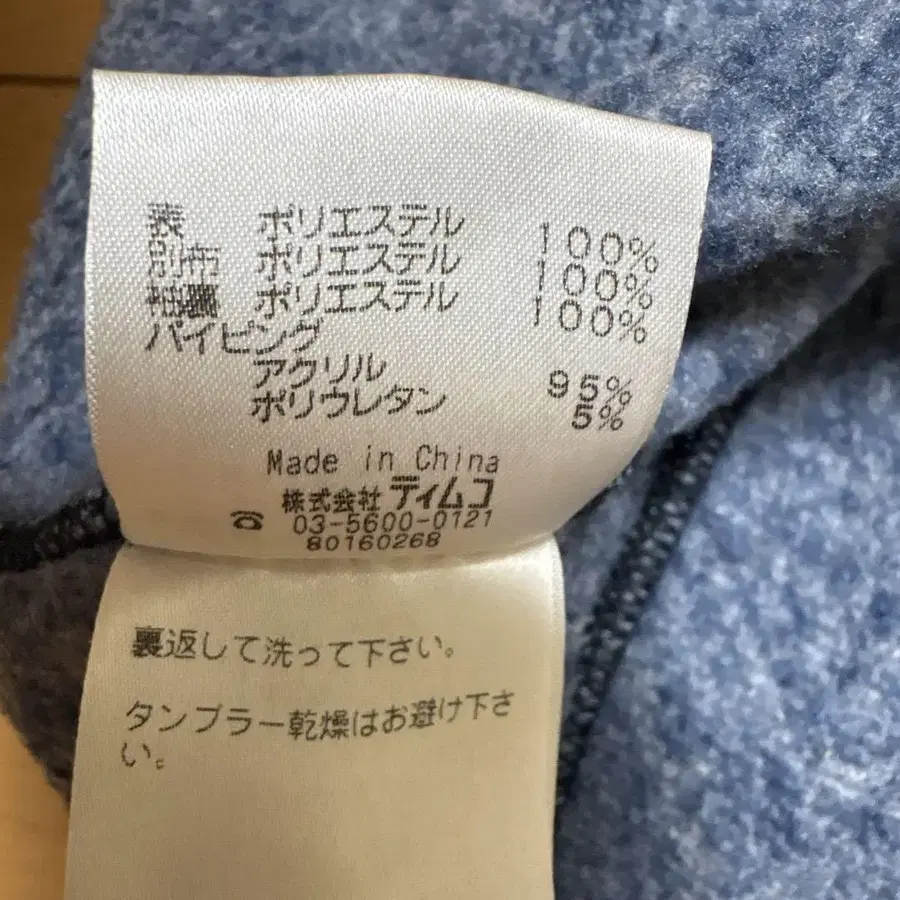 表 ポリエステル 100%
別布 ポリエステル 100%
袖裏 ポリエステル 100%
パイピング
アクリル 95%
ポリウレタン 5%
Made in China
株式会社 ティムコ
☎ 03-5600-0121
80160268
裏返して洗って下さい。
タンブラー乾燥はお避け下さ
い。